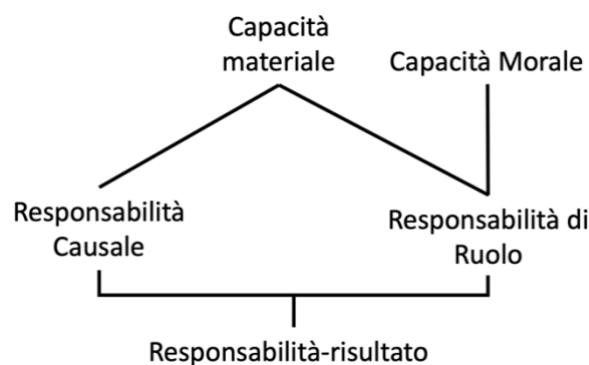 Capacità
materiale
Capacità Morale
Responsabilità
Causale
Responsabilità di
Ruolo
Responsabilità-risultato